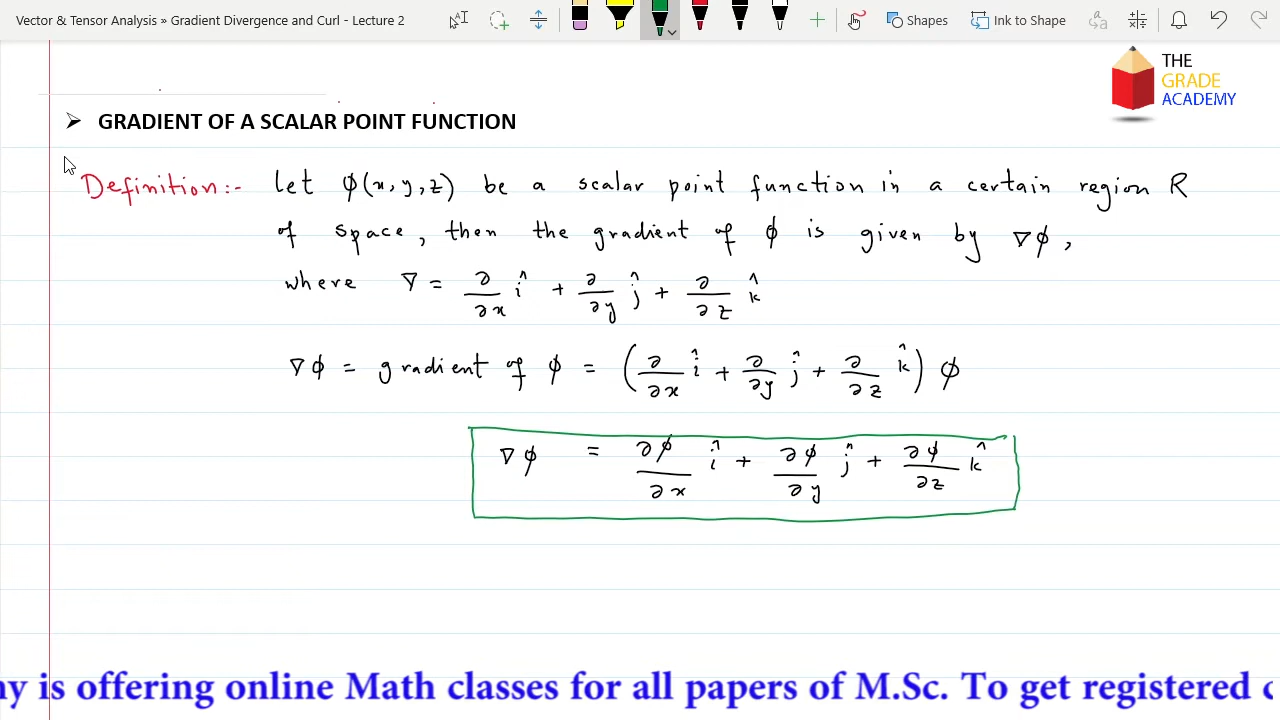 Vector & Tensor Analysis » Gradient Divergence and Curl - Lecture 2
Shapes
Ink to Shape
THE
GRADE
ACADEMY
GRADIENT OF A SCALAR POINT FUNCTION
Definition:- Let ϕ(x,y,z) be a scalar point function in a certain region R
of space, then the gradient of ϕ is given by ∇ϕ,
where ∇ = ∂/∂x î + ∂/∂y ĵ + ∂/∂z k̂
∇ϕ = gradient of ϕ = (∂/∂x î + ∂/∂y ĵ + ∂/∂z k̂) ϕ
∇ϕ = ∂ϕ/∂x î + ∂ϕ/∂y ĵ + ∂ϕ/∂z k̂
ny is offering online Math classes for all papers of M.Sc. To get registered c